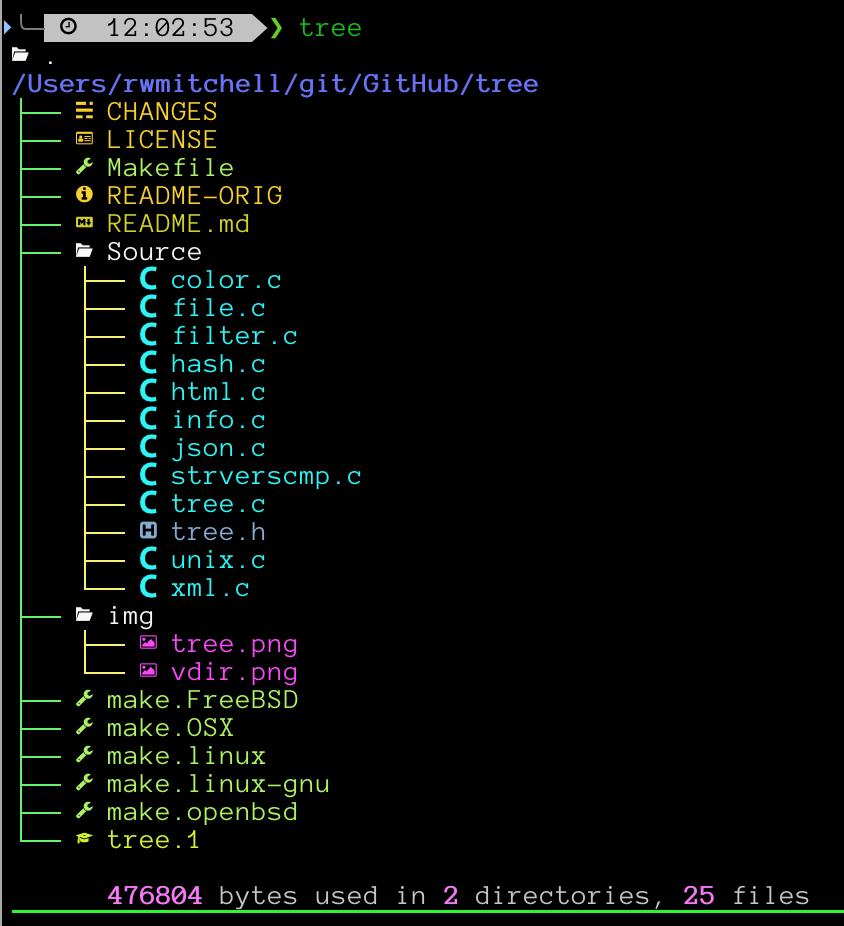 12:02:53 ❯ tree
.
/Users/rwmitchell/git/GitHub/tree
CHANGES
LICENSE
Makefile
README-ORIG
README.md
Source
color.c
file.c
filter.c
hash.c
html.c
info.c
json.c
strverscmp.c
tree.c
tree.h
unix.c
xml.c
img
tree.png
vdir.png
make.FreeBSD
make.OSX
make.linux
make.linux-gnu
make.openbsd
tree.1
476804 bytes used in 2 directories, 25 files